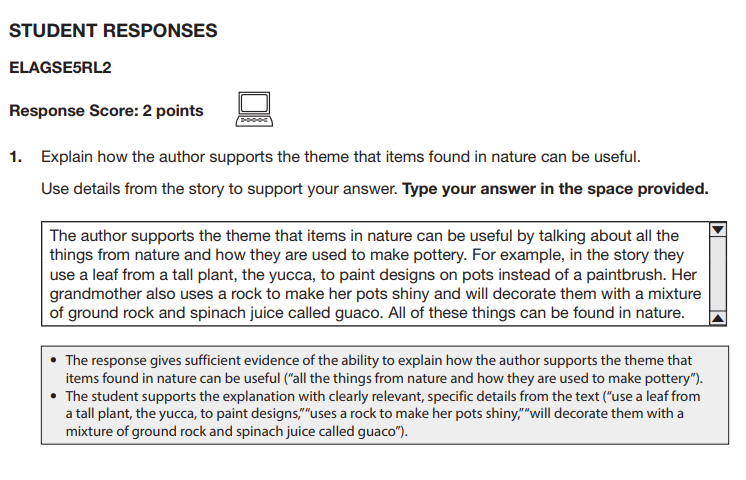 STUDENT RESPONSES
ELAGSE5RL2
Response Score: 2 points
1. Explain how the author supports the theme that items found in nature can be useful.
Use details from the story to support your answer. Type your answer in the space provided.
The author supports the theme that items in nature can be useful by talking about all the
things from nature and how they are used to make pottery. For example, in the story they
use a leaf from a tall plant, the yucca, to paint designs on pots instead of a paintbrush. Her
grandmother also uses a rock to make her pots shiny and will decorate them with a mixture
of ground rock and spinach juice called guaco. All of these things can be found in nature.
• The response gives sufficient evidence of the ability to explain how the author supports the theme that
items found in nature can be useful (“all the things from nature and how they are used to make pottery”).
• The student supports the explanation with clearly relevant, specific details from the text (“use a leaf from
a tall plant, the yucca, to paint designs,” “uses a rock to make her pots shiny,” “will decorate them with a
mixture of ground rock and spinach juice called guaco”).